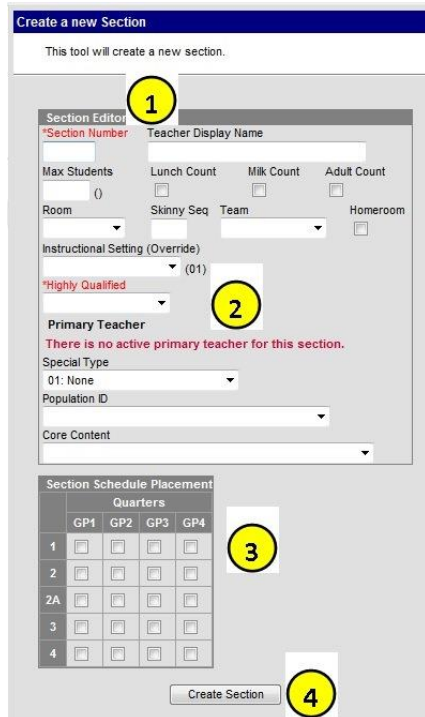 Create a new Section
This tool will create a new section.
1
Section Editor
*Section Number Teacher Display Name
Max Students Lunch Count Milk Count Adult Count
()
Room Skinny Seq Team Homeroom
Instructional Setting (Override)
(01)
*Highly Qualified
2
Primary Teacher
There is no active primary teacher for this section.
Special Type
01: None
Population ID
Core Content
Section Schedule Placement
Quarters
GP1 GP2 GP3 GP4
1
3
2
2A
3
4
Create Section
4